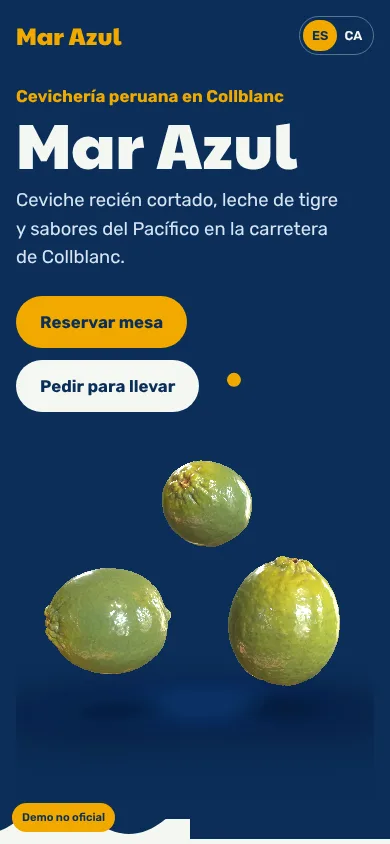 Mar Azul
ES CA
Cevichería peruana en Collblanc
Mar Azul
Ceviche recién cortado, leche de tigre
y sabores del Pacífico en la carretera
de Collblanc.
Reservar mesa
Pedir para llevar
Demo no oficial